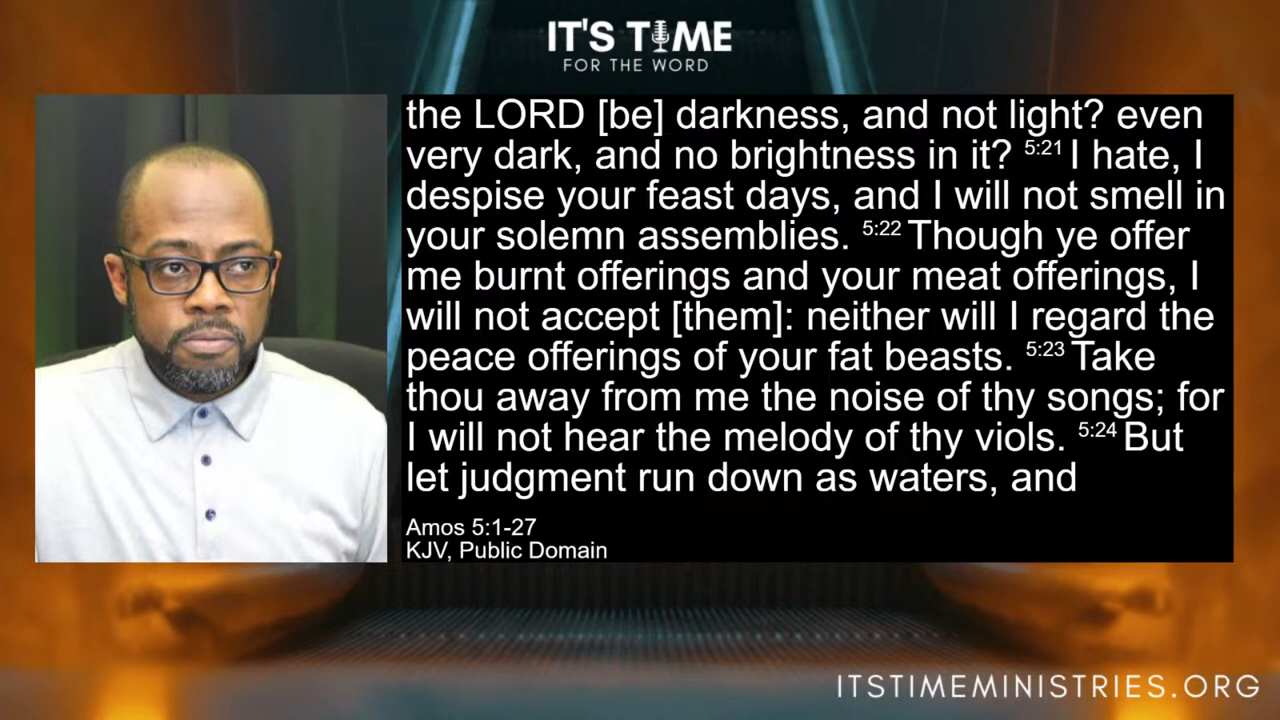 IT'S TIME
FOR THE WORD
the LORD [be] darkness, and not light? even
very dark, and no brightness in it? 5:21 I hate, I
despise your feast days, and I will not smell in
your solemn assemblies. 5:22 Though ye offer
me burnt offerings and your meat offerings, I
will not accept [them]: neither will I regard the
peace offerings of your fat beasts. 5:23 Take
thou away from me the noise of thy songs; for
I will not hear the melody of thy viols. 5:24 But
let judgment run down as waters, and
Amos 5:1-27
KJV, Public Domain
ITSTIMEMINISTRIES.ORG